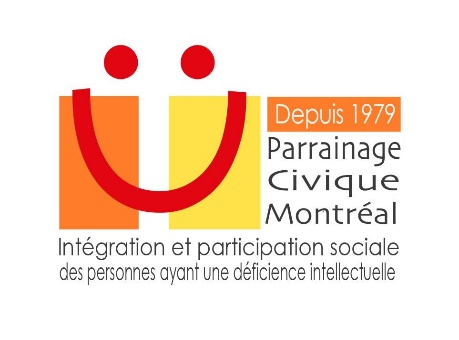 Depuis 1979
Parrainage
Civique
Montréal
Intégration et participation sociale
des personnes ayant une déficience intellectuelle